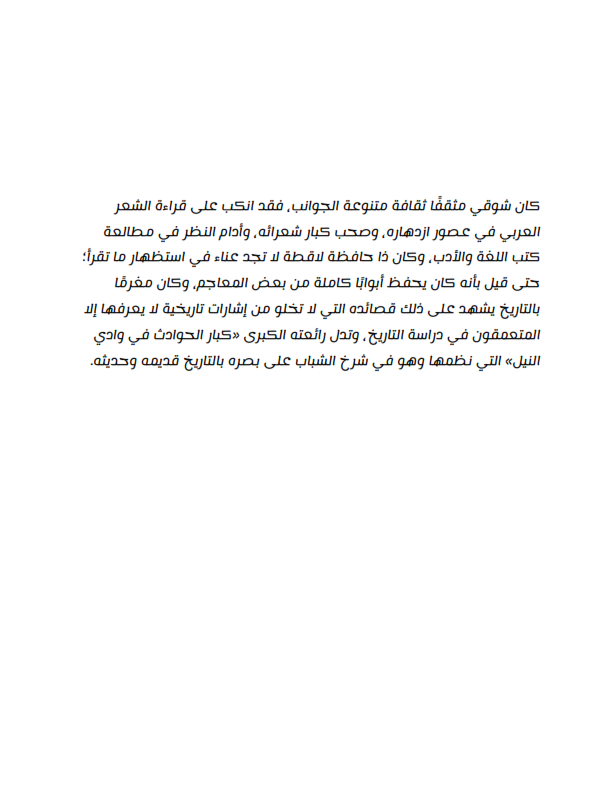 كان شوقي مثقفًا ثقافة متنوعة الجوانب، فقد انكب على قراءة الشعر
العربي في عصور ازدهاره، وصحب كبار شعرائه، وأدام النظر في مطالعة
كتب اللغة والأدب، وكان ذا حافظة لاقطة لا تجد عناء في استظهار ما تقرأ؛
حتى قيل بأنه كان يحفظ أبوابًا كاملة من بعض المعاجم، وكان مغرمًا
بالتاريخ يشهد على ذلك قصائده التي لا تخلو من إشارات تاريخية لا يعرفها إلا
المتعمقون في دراسة التاريخ، وتدل رائعته الكبرى «كبار الحوادث في وادي
النيل» التي نظمها وهو في شرخ الشباب على بصره بالتاريخ قديمه وحديثه.